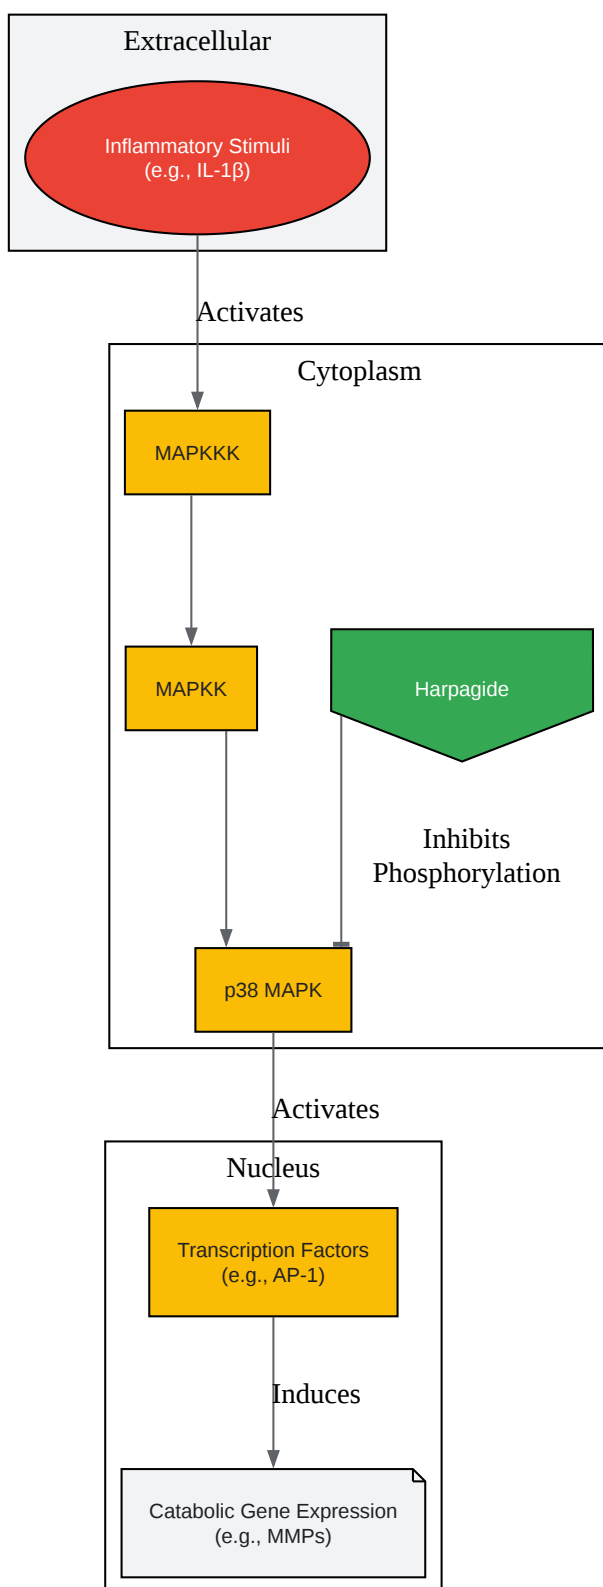 Extracellular
Inflammatory Stimuli
(e.g., IL-1β)
Activates
Cytoplasm
MAPKKK
MAPKK
Harpagide
Inhibits
Phosphorylation
p38 MAPK
Activates
Nucleus
Transcription Factors
(e.g., AP-1)
Induces
Catabolic Gene Expression
(e.g., MMPs)